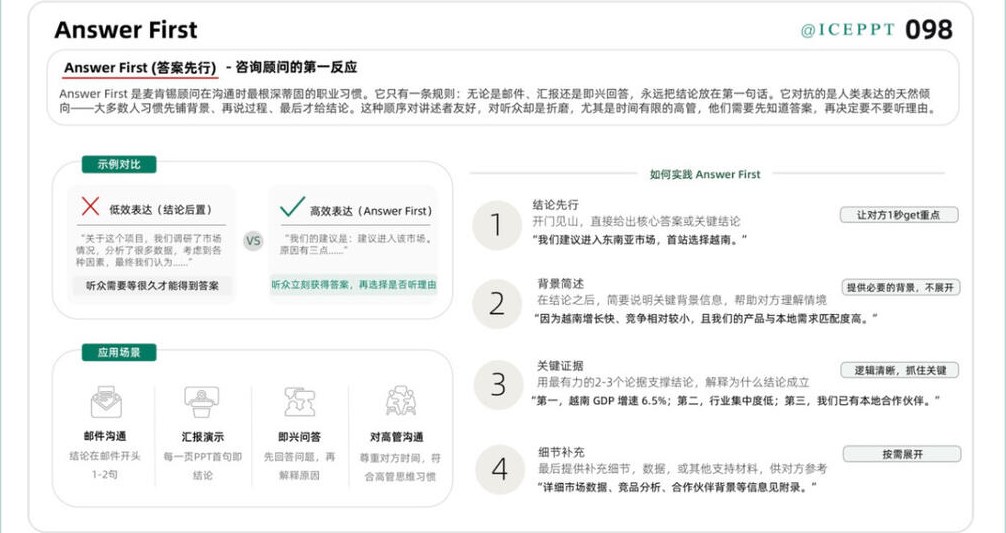 Answer First
@ICEPPT 098
Answer First (答案先行) - 咨询顾问的第一反应
Answer First 是麦肯锡顾问在沟通时最根深蒂固的职业习惯。它只有一条规则：无论是邮件、汇报还是即兴回答，永远把结论放在第一句话。它对抗的是人类表达的天然倾
向——大多数人习惯先铺背景、再说过程、最后才给结论。这种顺序对讲述者友好，对听众却是折磨，尤其是时间有限的高管，他们需要先知道答案，再决定要不要听理由。
示例对比
低效表达（结论后置）
“关于这个项目，我们调研了市场
情况，分析了很多数据，考虑到各
种因素，最终我们认为……”
听众需要等很久才能得到答案
VS
高效表达（Answer First）
“我们的建议是：建议进入该市场。
原因有三点……”
听众立刻获得答案，再选择是否听理由
应用场景
邮件沟通
结论在邮件开头
1-2句
汇报演示
每一页PPT首句即
结论
即兴问答
先回答问题，再
解释原因
对高管沟通
尊重对方时间，符
合高管思维习惯
如何实践 Answer First
1
结论先行
开门见山，直接给出核心答案或关键结论
“我们建议进入东南亚市场，首站选择越南。”
让对方1秒get重点
2
背景简述
在结论之后，简要说明关键背景信息，帮助对方理解情境
“因为越南增长快、竞争相对较小，且我们的产品与本地需求匹配度高。”
提供必要的背景，不展开
3
关键证据
用最有力的2-3个论据支撑结论，解释为什么结论成立
“第一，越南 GDP 增速 6.5%；第二，行业集中度低；第三，我们已有本地合作伙伴。”
逻辑清晰，抓住关键
4
细节补充
最后提供补充细节，数据，或其他支持材料，供对方参考
“详细市场数据、竞品分析、合作伙伴背景等信息见附录。”
按需展开